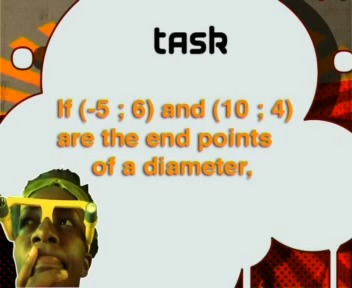 task
If (-5 ; 6) and (10 ; 4)
are the end points
of a diameter,